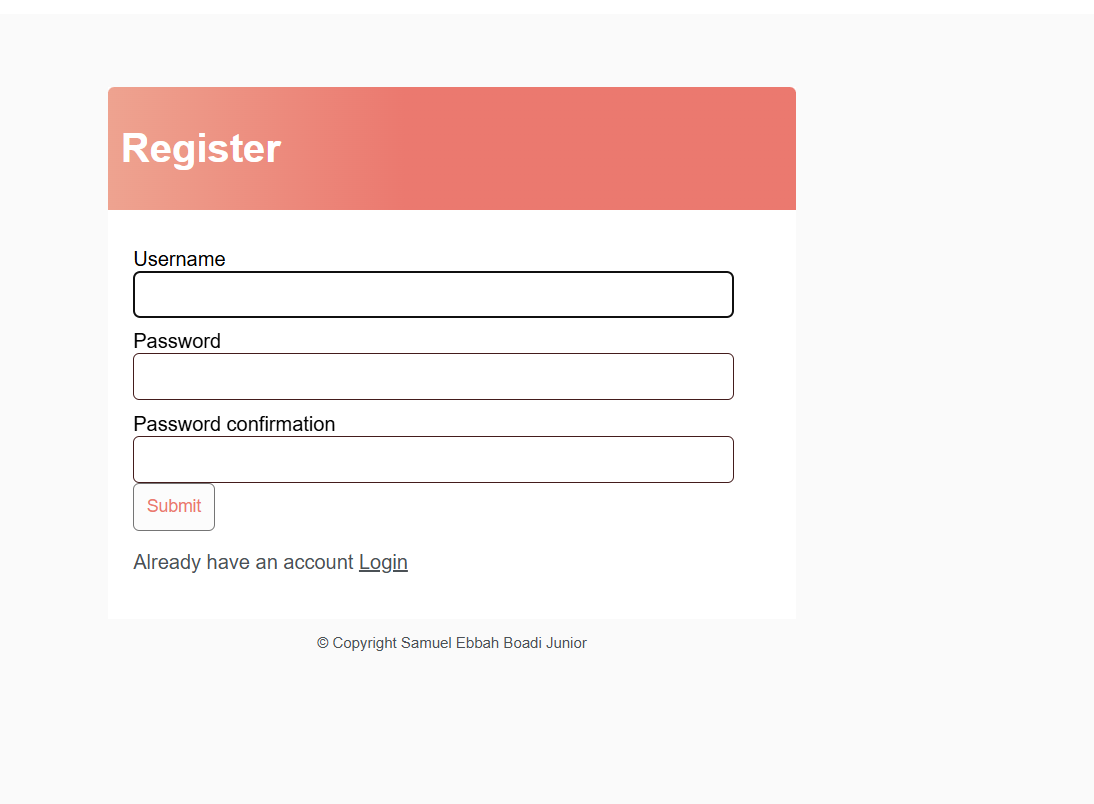 Register
Username
Password
Password confirmation
Submit
Already have an account Login
© Copyright Samuel Ebbah Boadi Junior